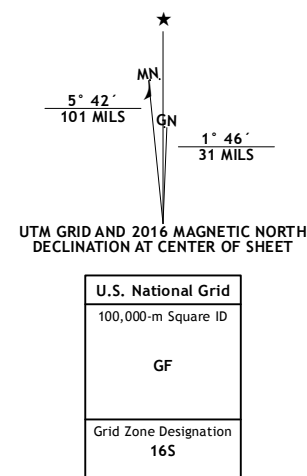 MN.
5° 42´
101 MILS
GN
1° 46´
31 MILS
UTM GRID AND 2016 MAGNETIC NORTH
DECLINATION AT CENTER OF SHEET
U.S. National Grid
100,000-m Square ID
GF
Grid Zone Designation
16S